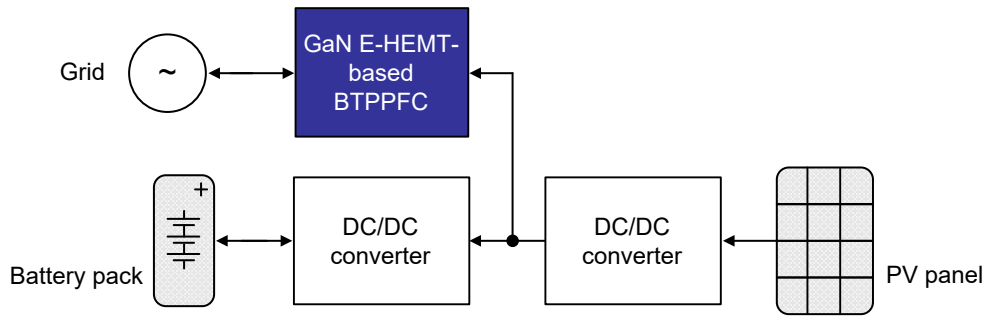 GaN E-HEMT-
based
BTPPFC
Grid
~
+
DC/DC
converter
DC/DC
converter
Battery pack
PV panel